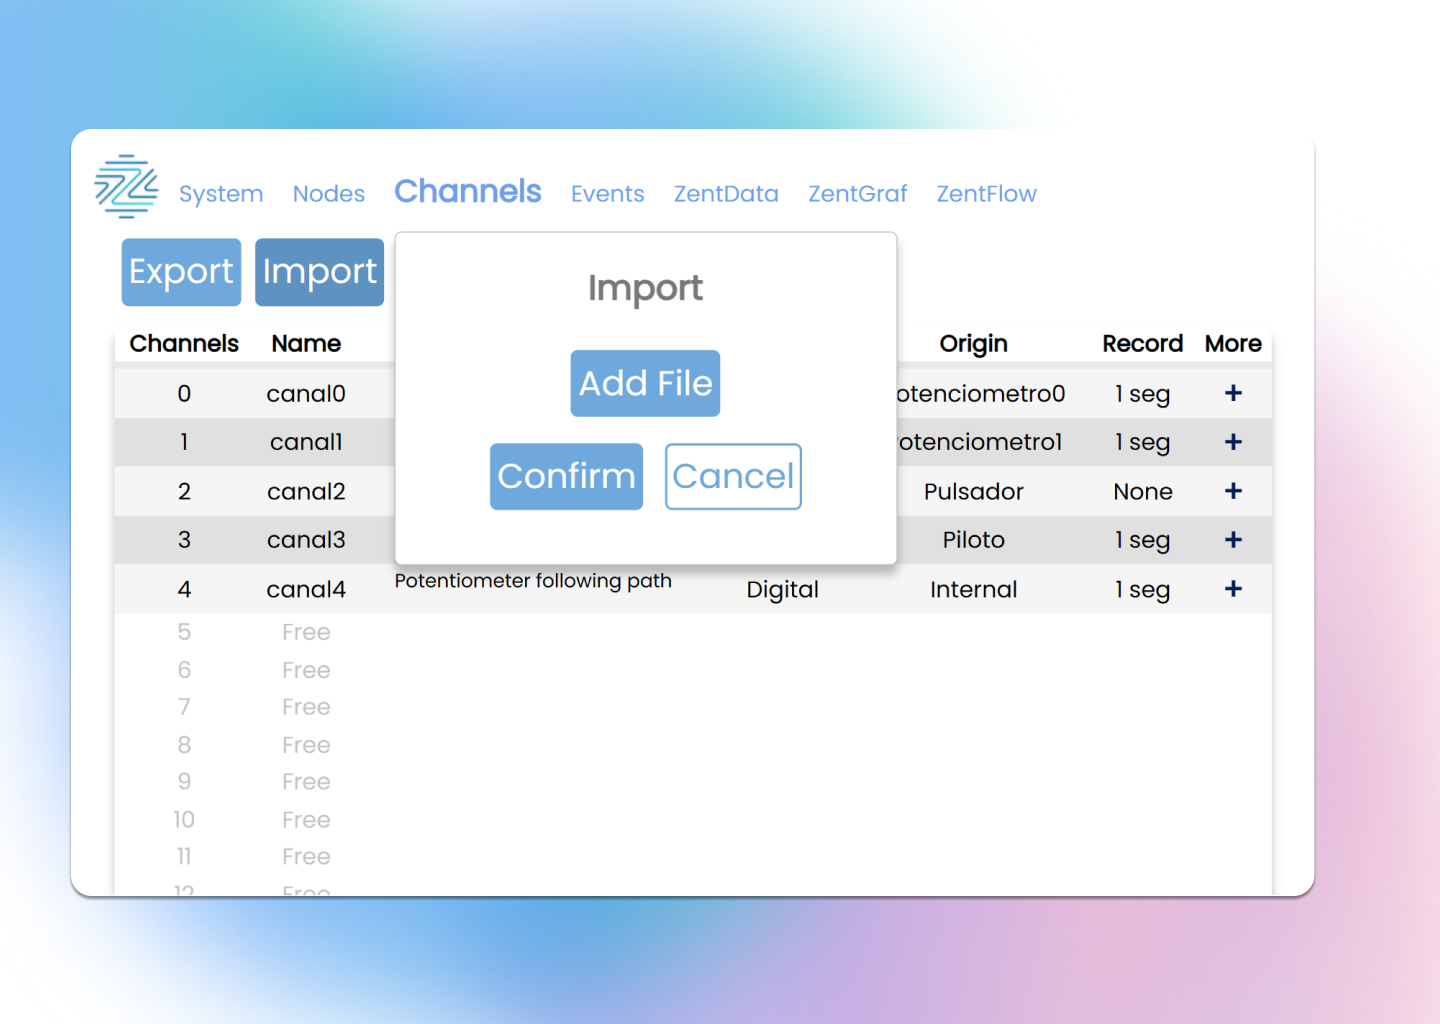 System Nodes Channels Events ZentData ZentGraf ZentFlow
Export Import
Import
Add File
Confirm Cancel
Channels Name Origin Record More
0 canal0 otenciometro0 1 seg +
1 canal1 otenciometro1 1 seg +
2 canal2 Pulsador None +
3 canal3 Piloto 1 seg +
4 canal4 Potentiometer following path Digital Internal 1 seg +
5 Free
6 Free
7 Free
8 Free
9 Free
10 Free
11 Free
12 Free